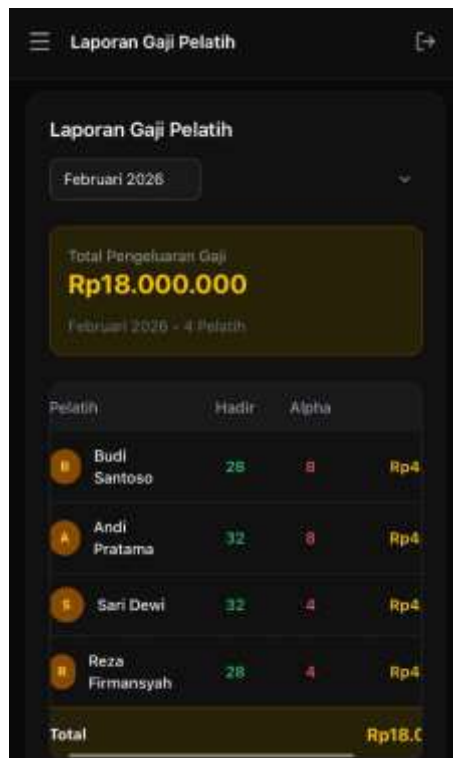 Laporan Gaji Pelatih
Laporan Gaji Pelatih
Februari 2026
Total Pengeluaran Gaji
Rp18.000.000
Februari 2026 - 4 Pelatih
Pelatih Hadir Alpha
B Budi Santoso 28 8 Rp4
A Andi Pratama 32 8 Rp4
S Sari Dewi 32 4 Rp4
R Reza Firmansyah 28 4 Rp4
Total Rp18.0